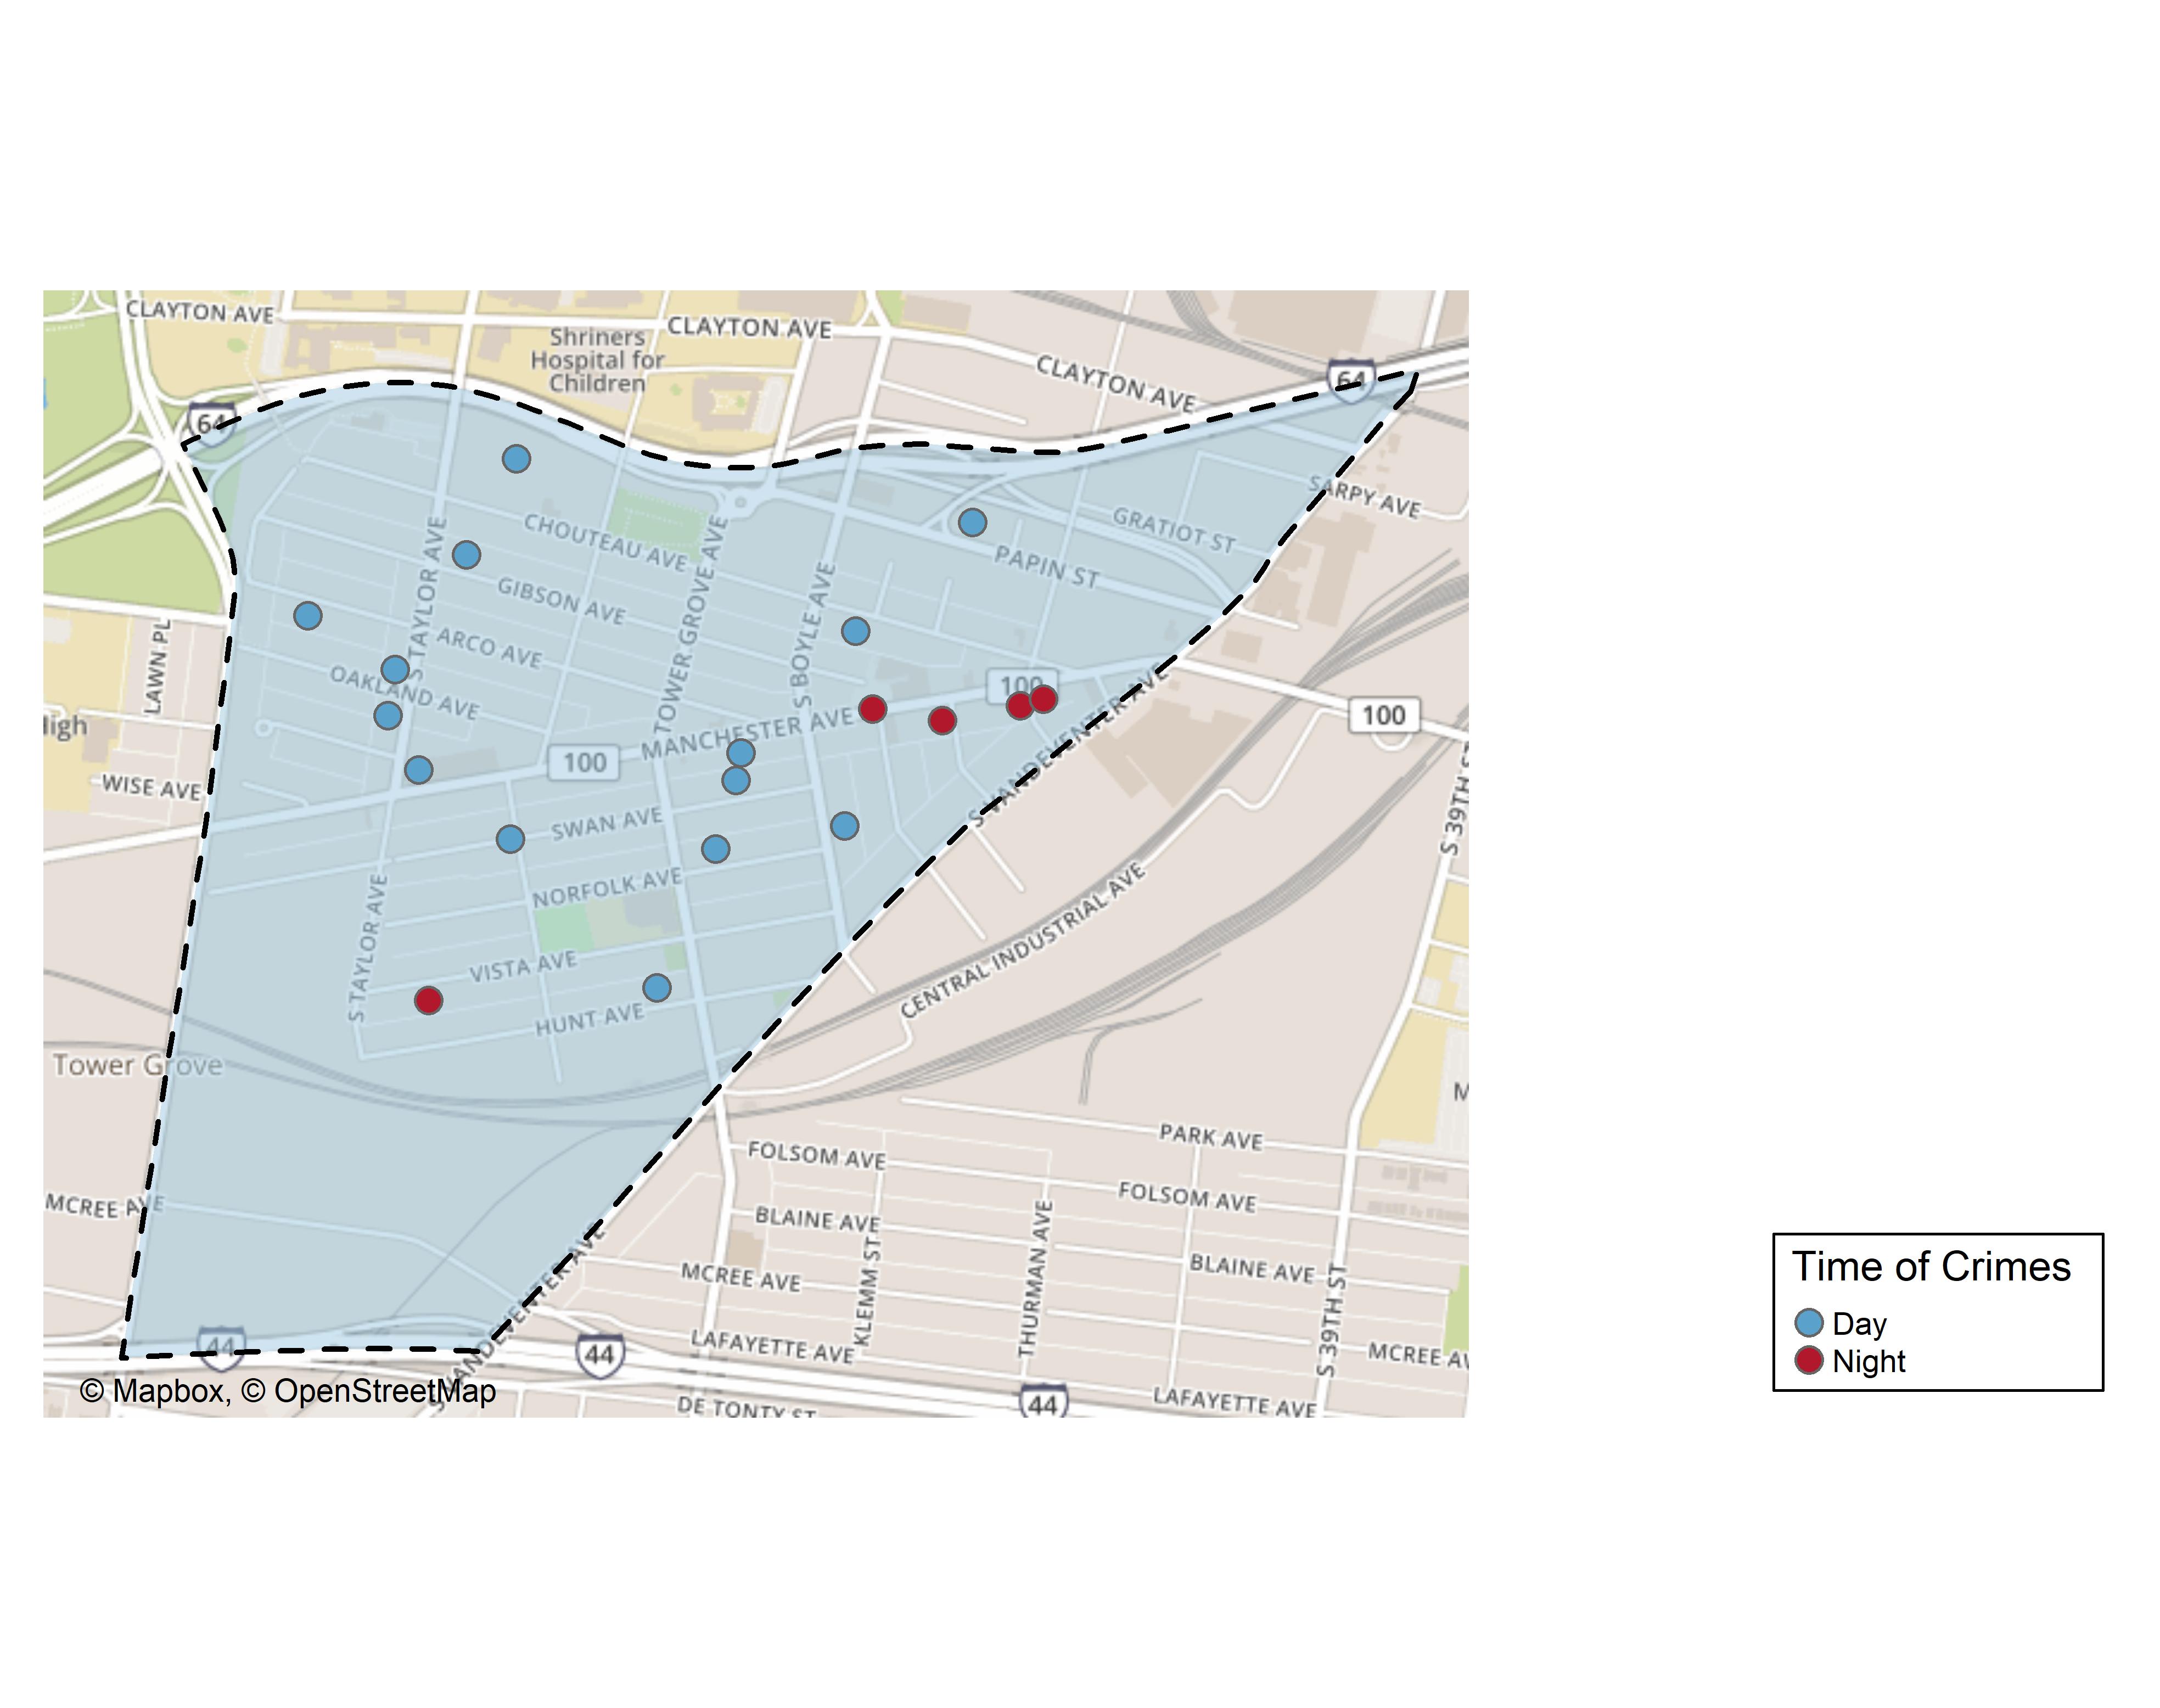 CLAYTON AVE
Shriners
Hospital for
Children
CLAYTON AVE
CLAYTON AVE
64
64
SARPY AVE
GRATIOT ST
PAPIN ST
CHOUTEAU AVE
GIBSON AVE
ARCO AVE
OAKLAND AVE
S TAYLOR AVE
TOWER GROVE AVE
S BOYLE AVE
LAWN PL
100
100
MANCHESTER AVE
100
S VANDEVENTER AVE
WISE AVE
SWAN AVE
NORFOLK AVE
S TAYLOR AVE
VISTA AVE
HUNT AVE
CENTRAL INDUSTRIAL AVE
S 39TH ST
Tower Grove
PARK AVE
FOLSOM AVE
FOLSOM AVE
MCREE AVE
BLAINE AVE
BLAINE AVE
MCREE AVE
KLEMM ST
THURMAN AVE
S 39TH ST
LAFAYETTE AVE
MCREE AV
44
44
44
S VANDEVENTER AVE
LAFAYETTE AVE
DE TONTY ST
© Mapbox, © OpenStreetMap
Time of Crimes
Day
Night